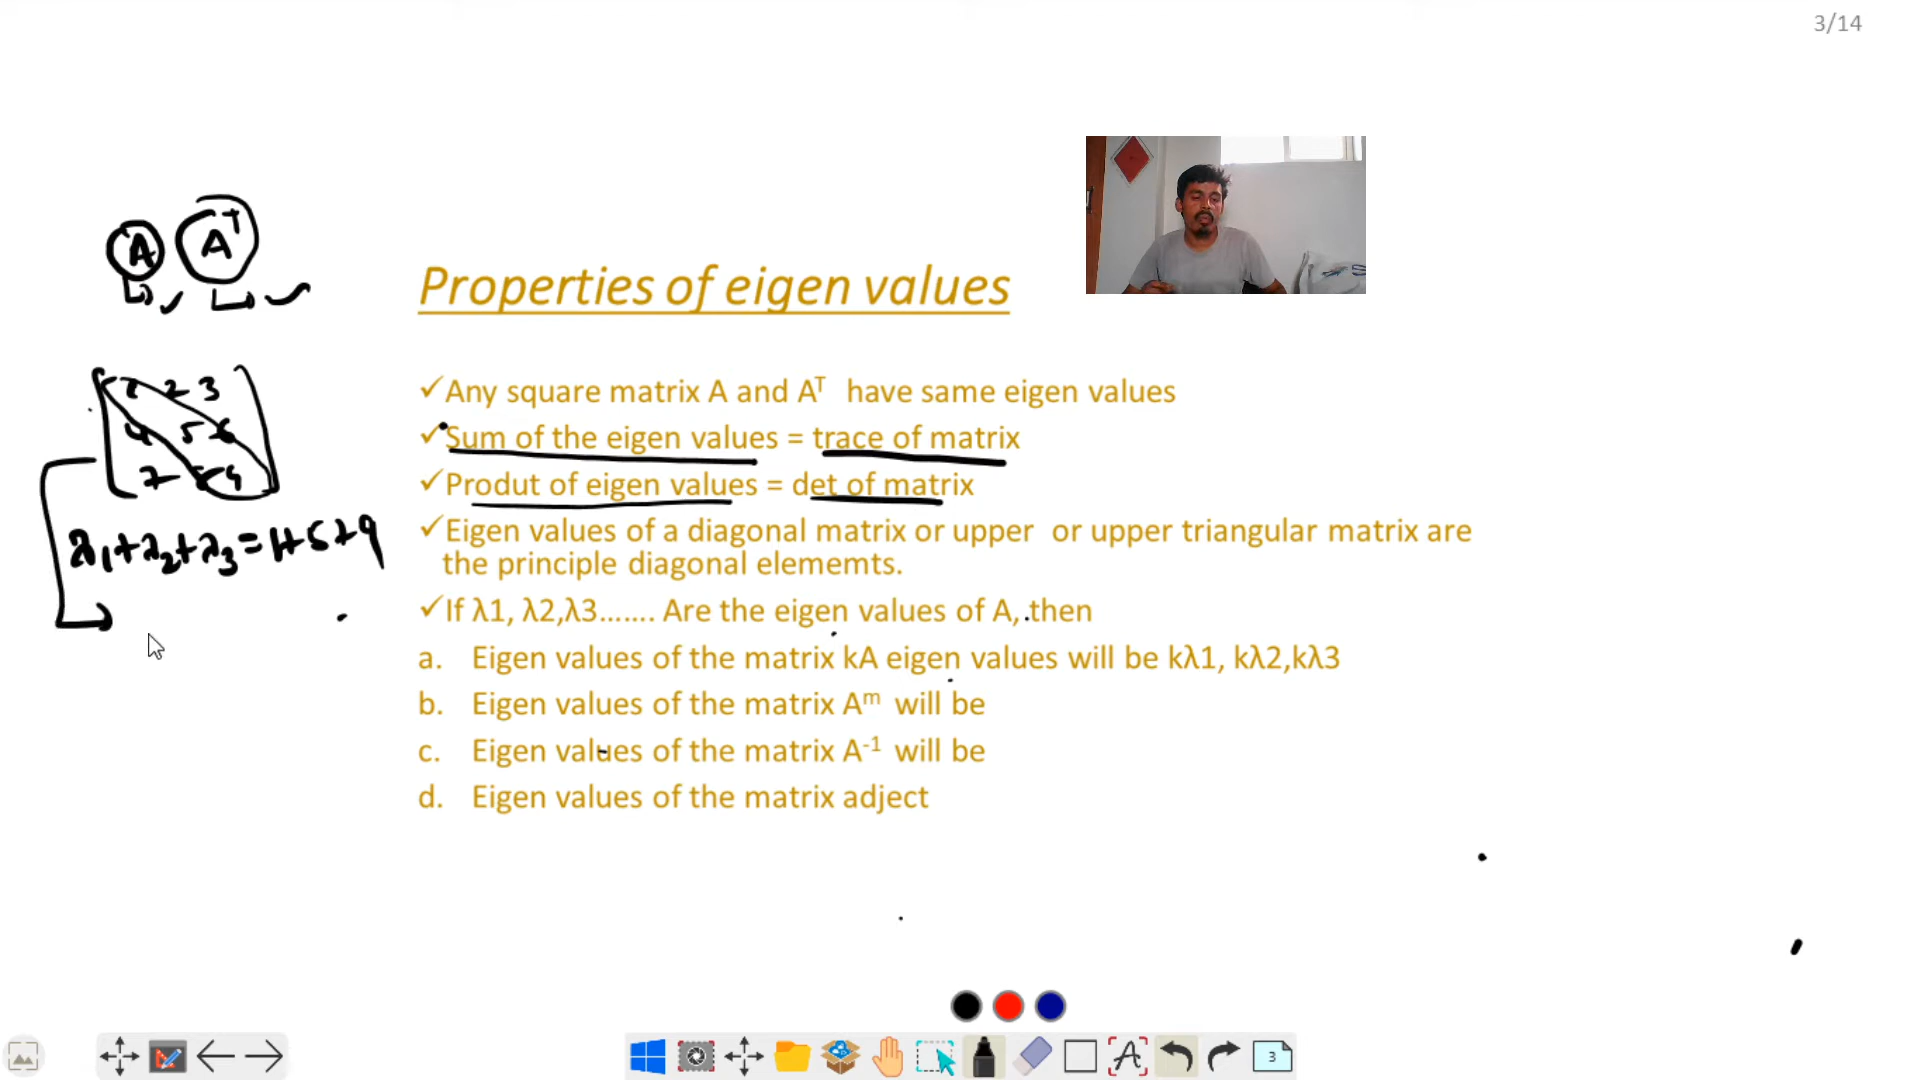 3/14
A Aᵀ
Properties of eigen values
1 2 3
4 5 6
7 8 9
λ₁+λ₂+λ₃=1+5+9
✓Any square matrix A and Aᵀ have same eigen values
✓Sum of the eigen values = trace of matrix
✓Produt of eigen values = det of matrix
✓Eigen values of a diagonal matrix or upper or upper triangular matrix are
the principle diagonal elememts.
✓If λ1, λ2,λ3……. Are the eigen values of A, then
a. Eigen values of the matrix kA eigen values will be kλ1, kλ2,kλ3
b. Eigen values of the matrix Aᵐ will be
c. Eigen values of the matrix A⁻¹ will be
d. Eigen values of the matrix adject
A
3